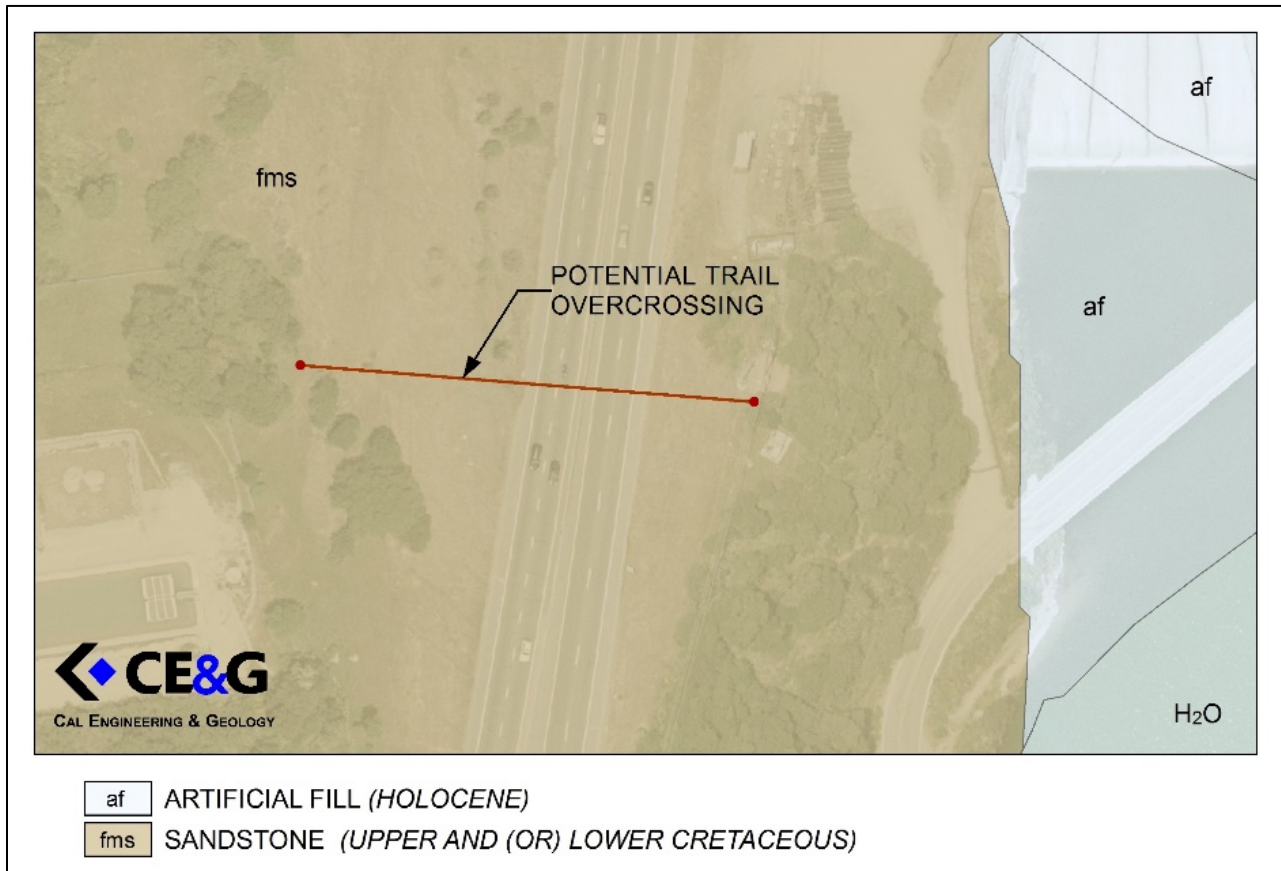 af
fms
POTENTIAL TRAIL
OVERCROSSING
af
CE&G
CAL ENGINEERING & GEOLOGY
H₂O
af ARTIFICIAL FILL (HOLOCENE)
fms SANDSTONE (UPPER AND (OR) LOWER CRETACEOUS)